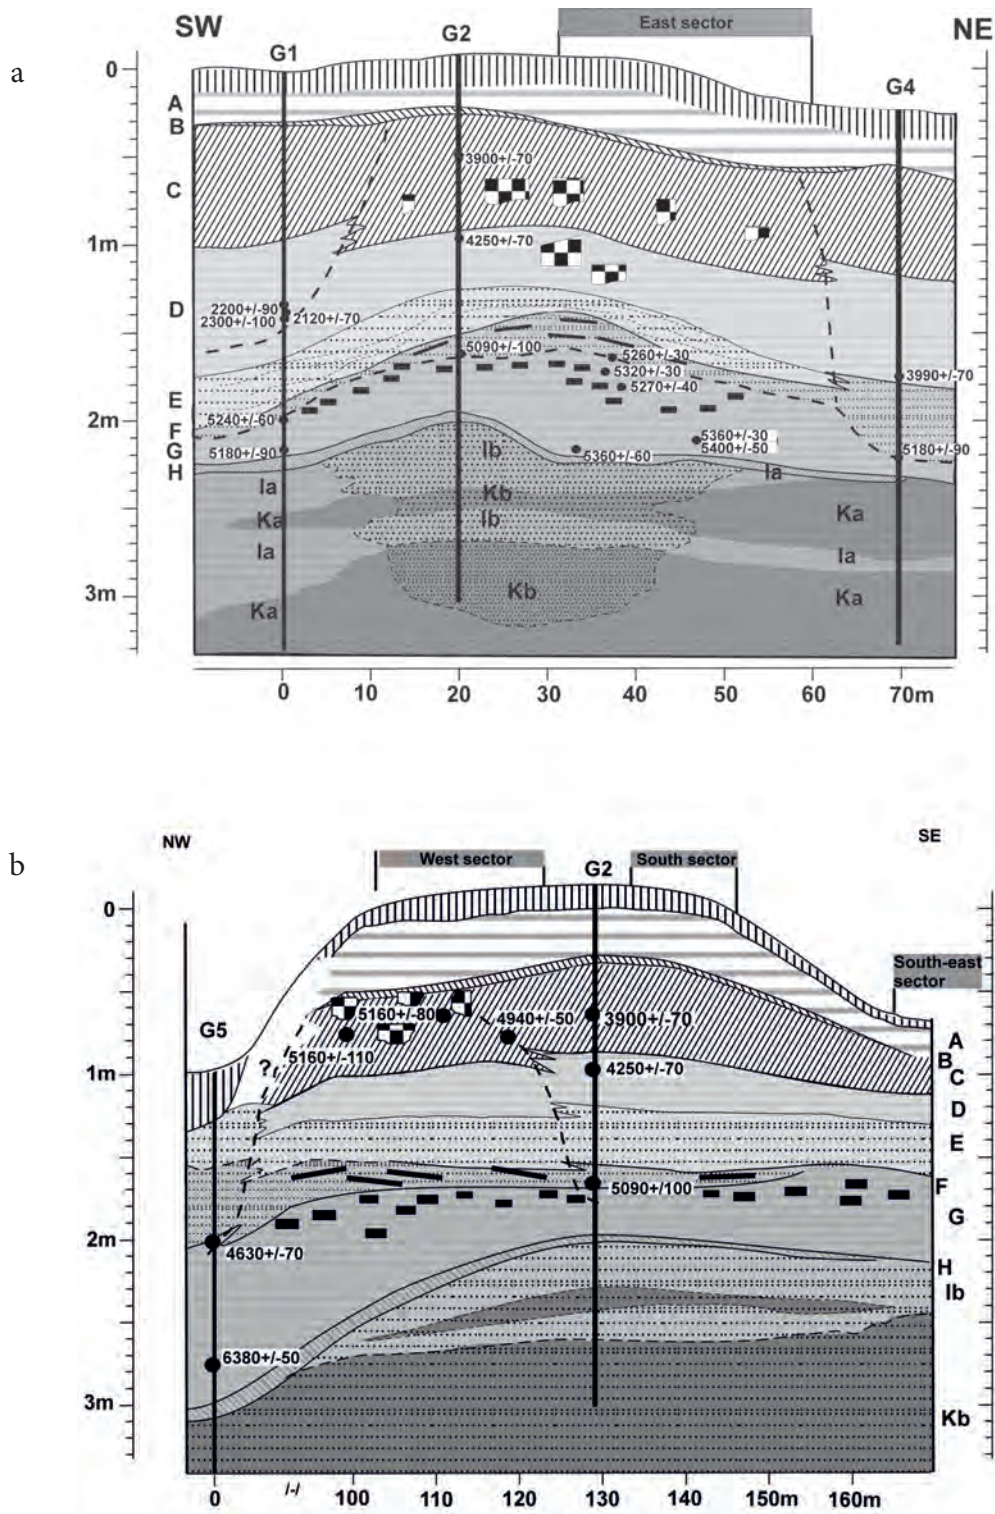 a
SW
East sector
NE
G1
G2
G4
0
A
B
3900+/-70
C
1m
4250+/-70
D
2200+/-90
2300+/-100
2120+/-70
5090+/-100
5260+/-30
5320+/-30
3990+/-70
5270+/-40
E
2m
5240+/-60
F
5360+/-30
5180+/-90
G
5180+/-90
Ib
5360+/-60
5400+/-50
H
Ia
Ia
Kb
Ka
Ib
Ka
Ia
Ia
3m
Ka
Kb
Ka
0
10
20
30
40
50
60
70m
b
NW
SE
West sector
South sector
G2
0
South-east
sector
G5
5160+/-80
4940+/-50
3900+/-70
5160+/-110
A
?
B
1m
4250+/-70
C
D
E
5090+/100
F
G
2m
4630+/-70
H
Ib
6380+/-50
3m
Kb
0
/-/
100
110
120
130
140
150m
160m